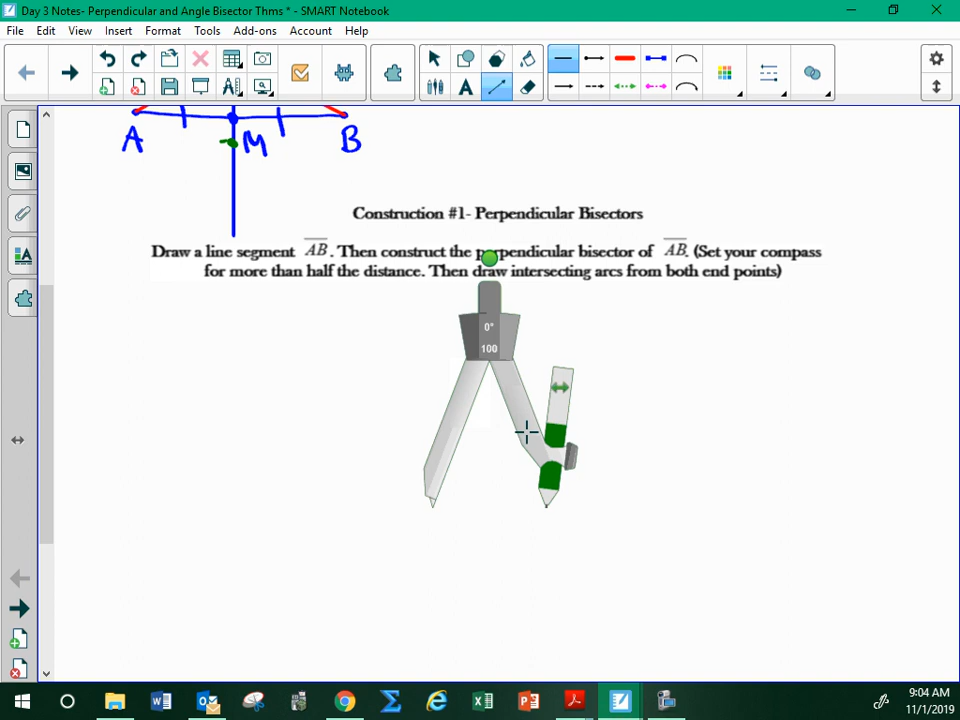 Day 3 Notes- Perpendicular and Angle Bisector Thms * - SMART Notebook
File Edit View Insert Format Tools Links Add-ons Account Help
A M B
Construction #1- Perpendicular Bisectors
Draw a line segment AB. Then construct the perpendicular bisector of AB. (Set your compass
for more than half the distance. Then draw intersecting arcs from both end points)
0°
100
9:04 AM
11/1/2019